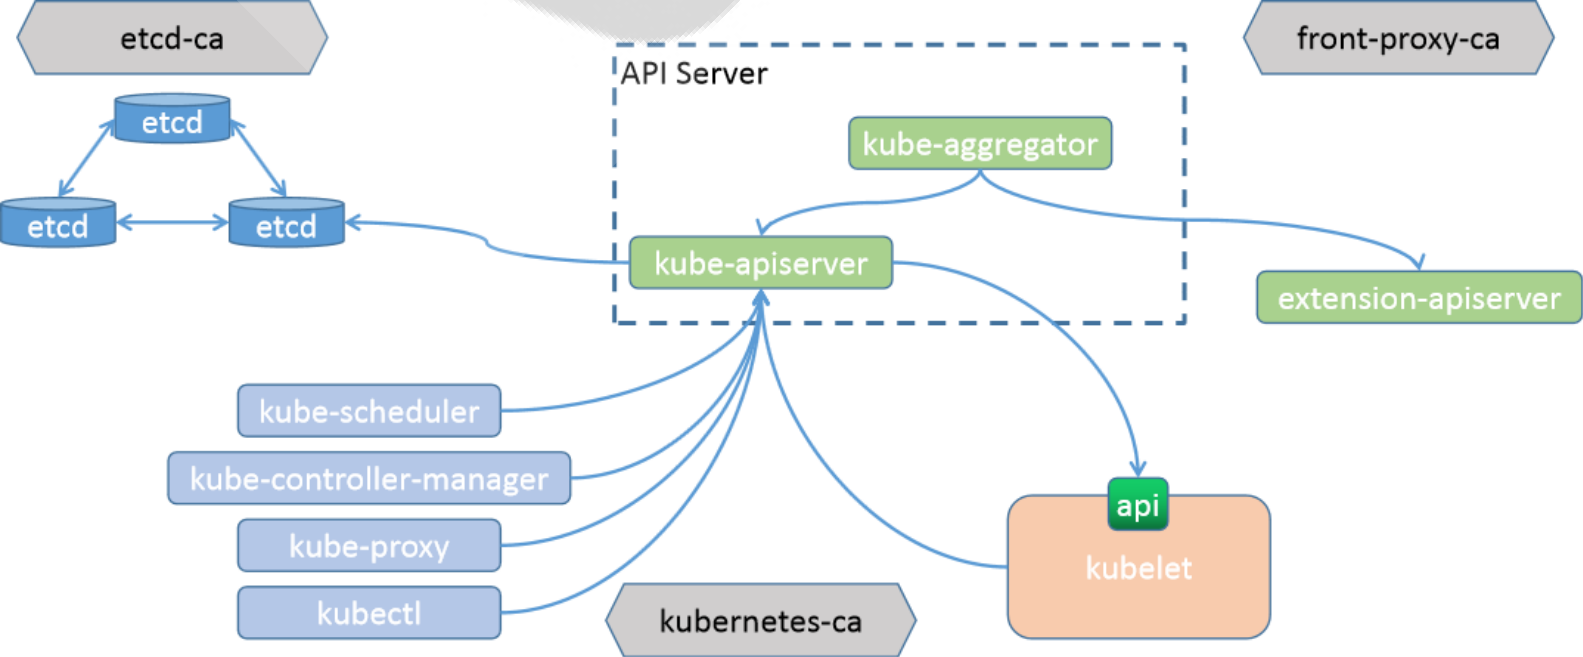 etcd-ca
front-proxy-ca
API Server
etcd
kube-aggregator
etcd
etcd
kube-apiserver
extension-apiserver
kube-scheduler
kube-controller-manager
api
kube-proxy
kubelet
kubectl
kubernetes-ca